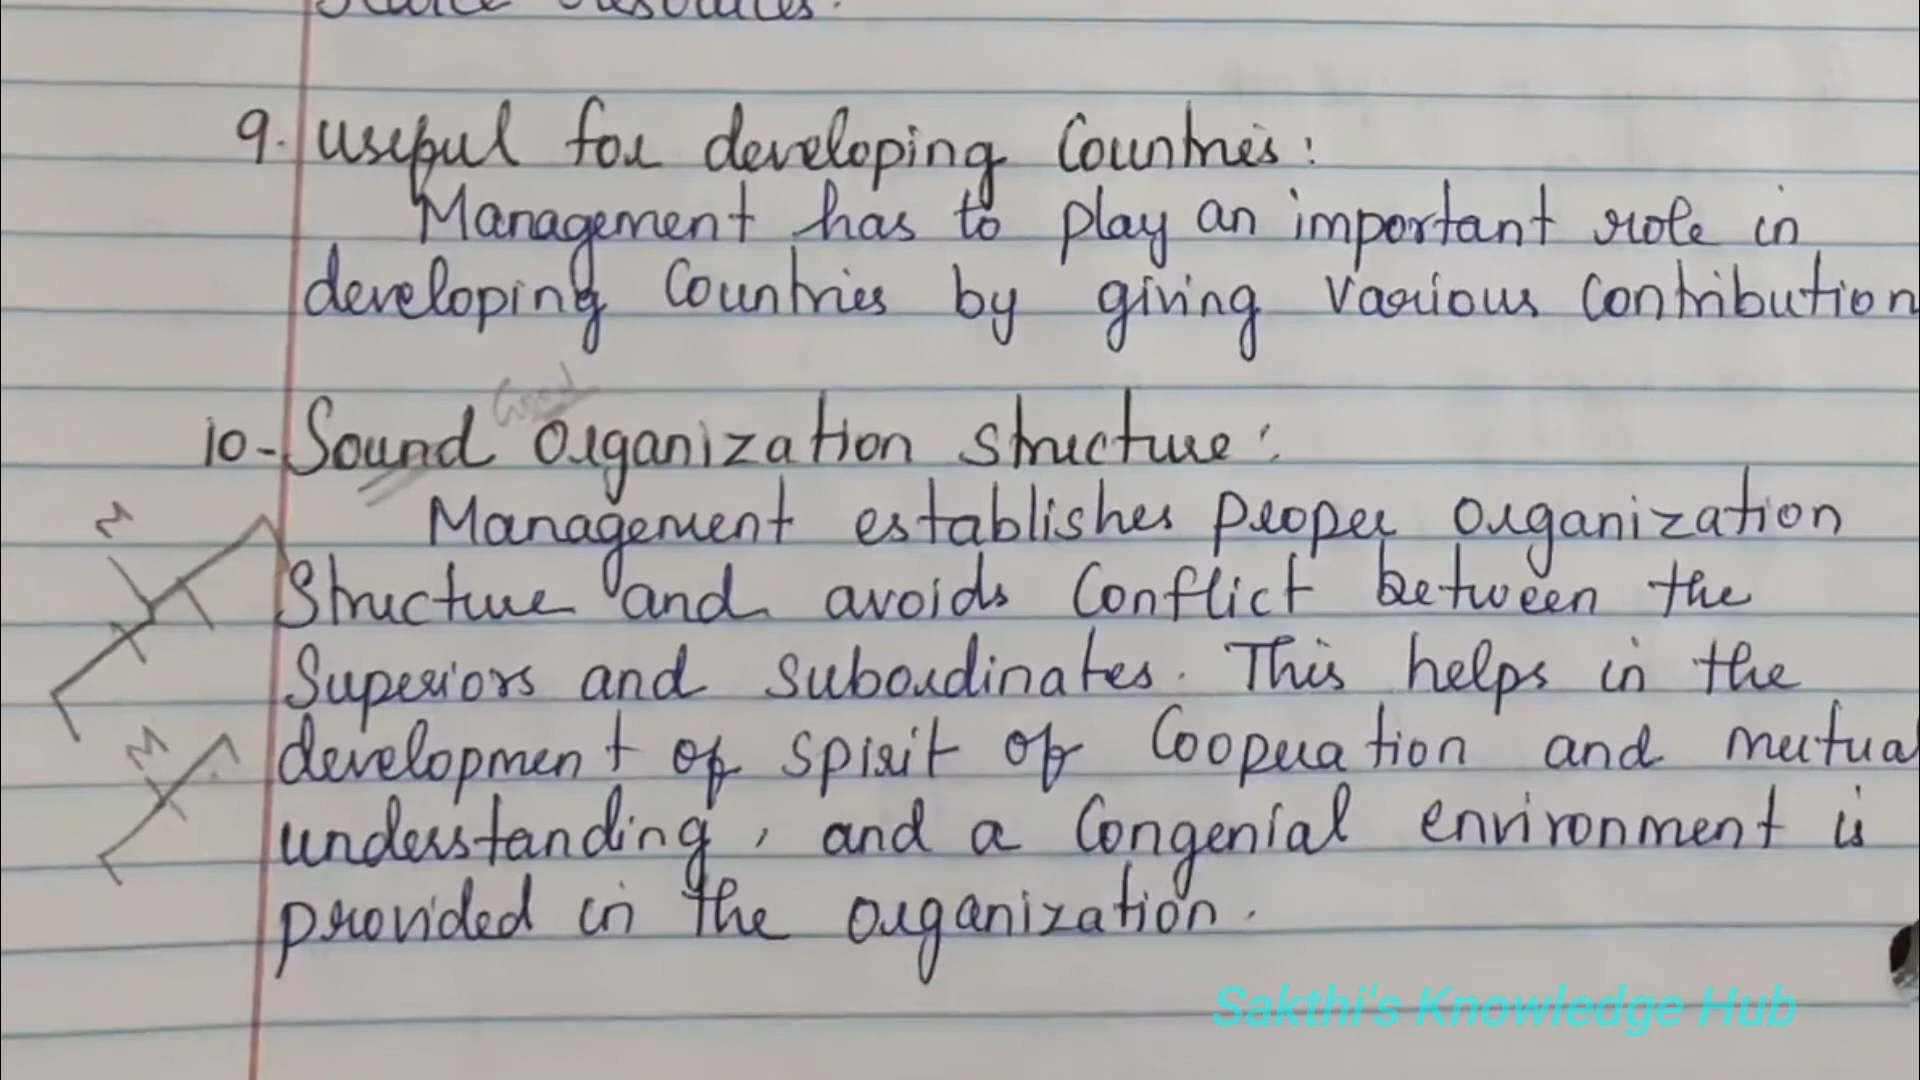 scarce resources.
9. Useful for developing Countries:
Management has to play an important role in
developing Countries by giving various Contribution
Good
10- Sound Organization structure:
Management establishes proper organization
Structure and avoids Conflict between the
Superiors and subordinates. This helps in the
development of spirit of Cooperation and mutual
understanding, and a Congenial environment is
provided in the organization.
Sakthi's Knowledge Hub